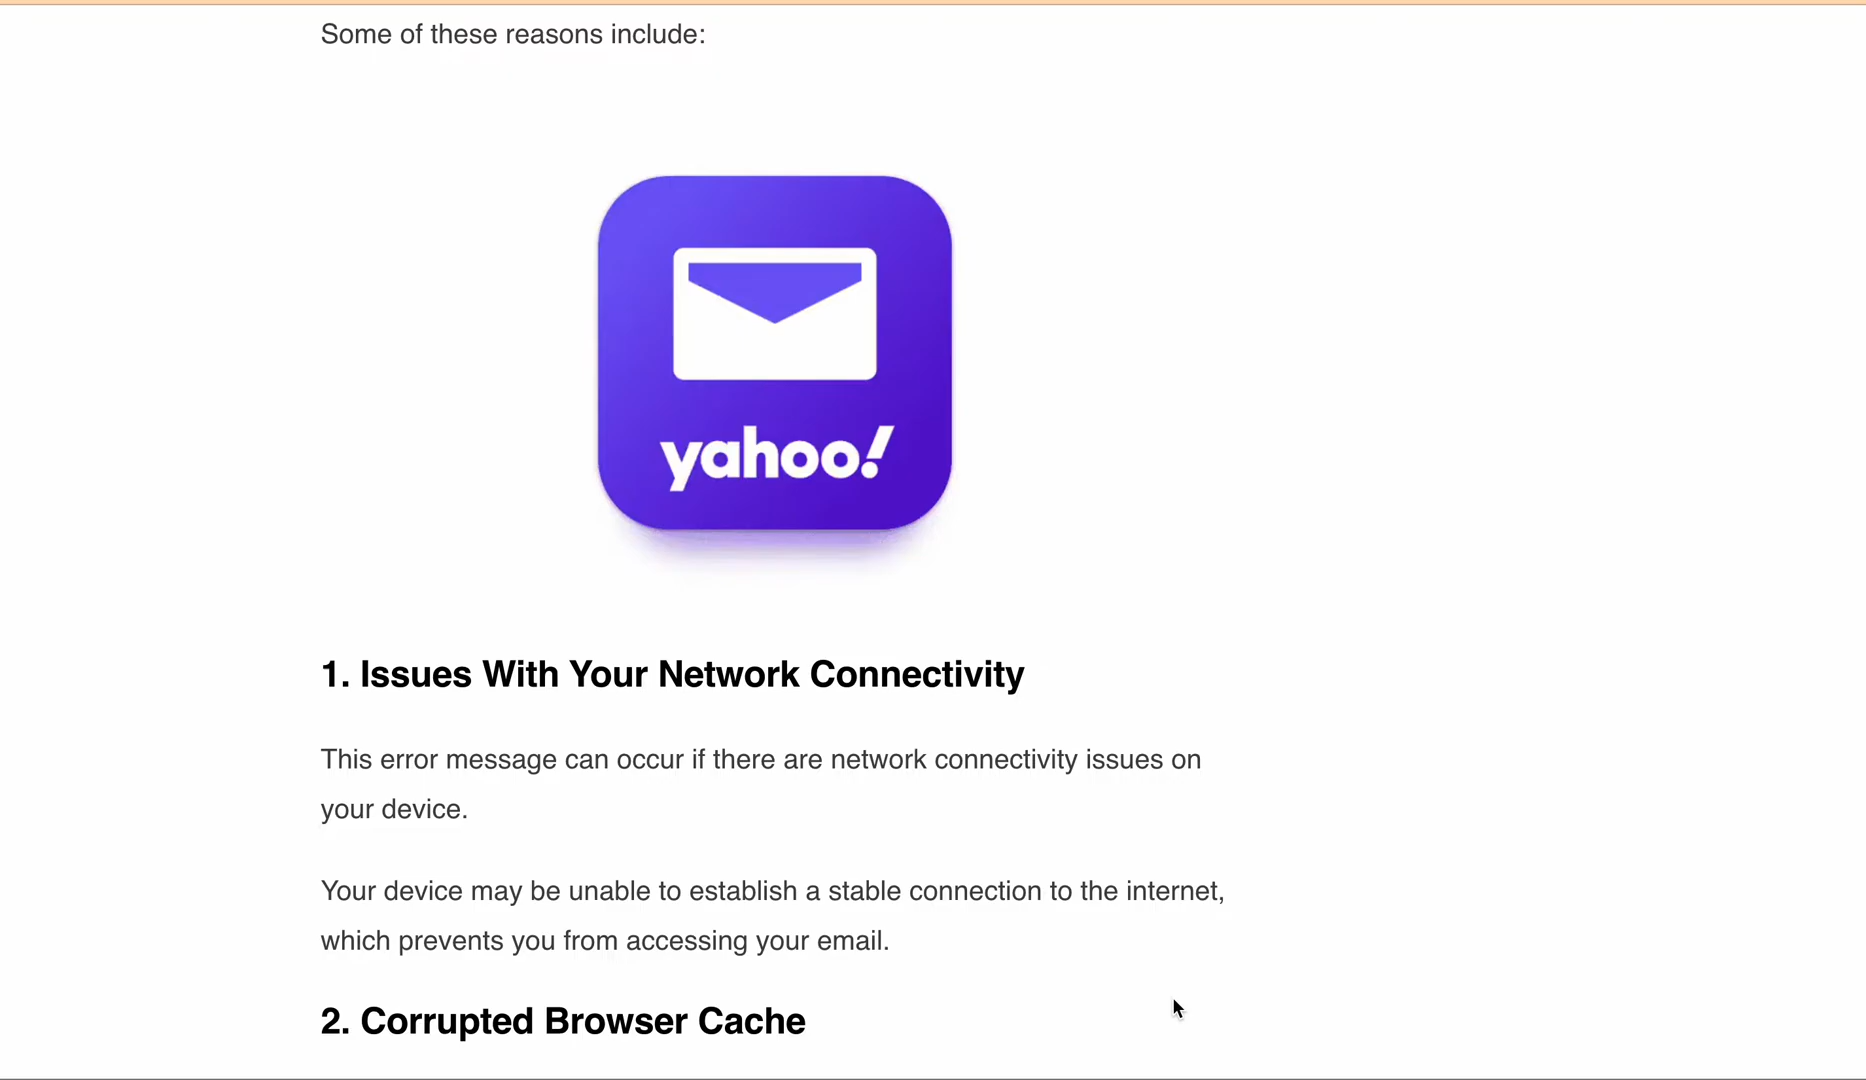 Some of these reasons include:
yahoo!
1. Issues With Your Network Connectivity
This error message can occur if there are network connectivity issues on
your device.
Your device may be unable to establish a stable connection to the internet,
which prevents you from accessing your email.
2. Corrupted Browser Cache